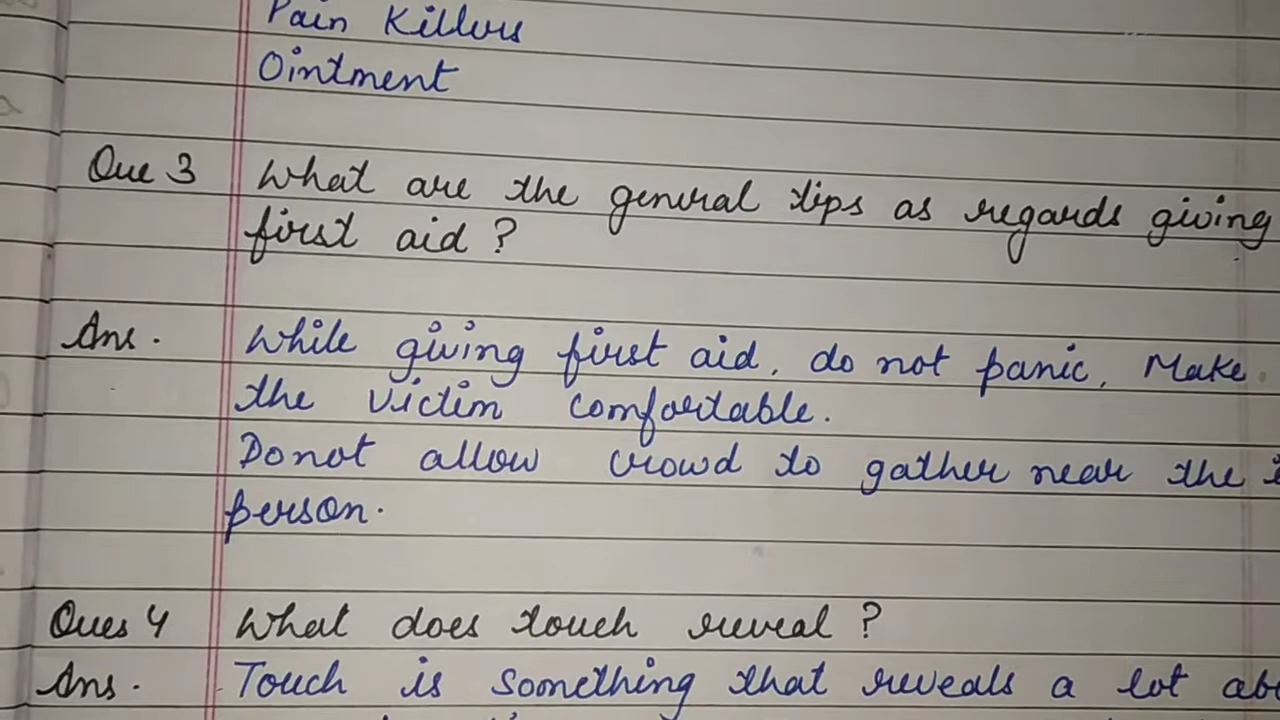 Pain Killers
Ointment
Que 3 What are the general tips as regards giving
first aid ?
Ans. While giving first aid, do not panic. Make
the victim comfortable.
Donot allow crowd to gather near the
person.
Ques 4 What does touch reveal ?
Ans. Touch is something that reveals a lot